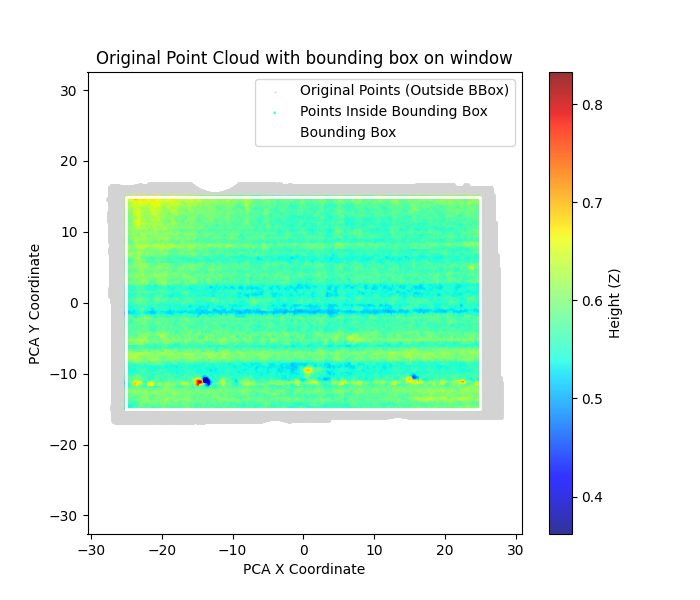 Original Point Cloud with bounding box on window
Original Points (Outside BBox)
Points Inside Bounding Box
Bounding Box
30
20
10
0
−10
−20
−30
PCA Y Coordinate
−30
−20
−10
0
10
20
30
PCA X Coordinate
0.8
0.7
0.6
0.5
0.4
Height (Z)